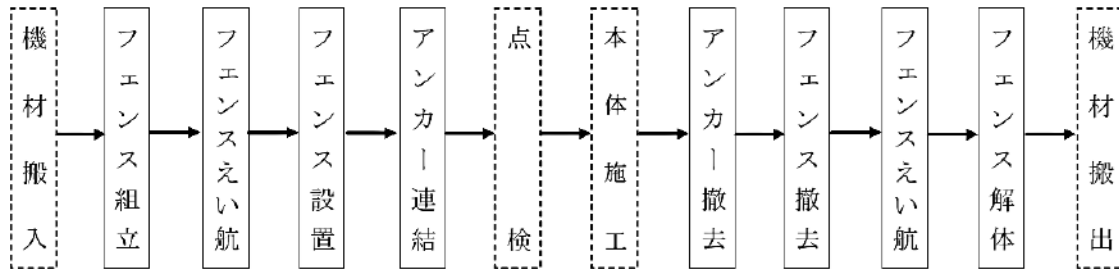 機材搬入
フェンス組立
フェンスえい航
フェンス設置
アンカー連結
点検
本体施工
アンカー撤去
フェンス撤去
フェンスえい航
フェンス解体
機材搬出